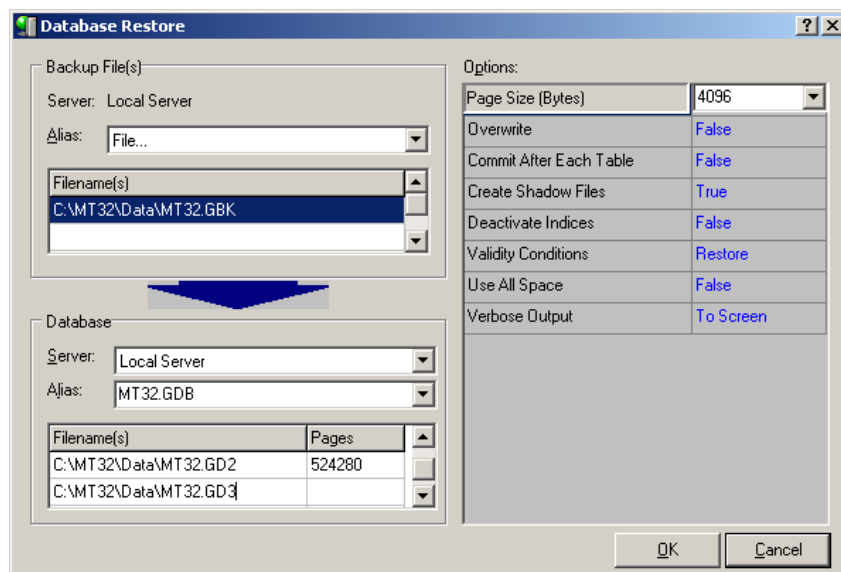 Database Restore
Backup File(s)
Server: Local Server
Alias: File...
Filename(s)
C:\MT32\Data\MT32.GBK
Database
Server: Local Server
Alias: MT32.GDB
Filename(s) Pages
C:\MT32\Data\MT32.GD2 524280
C:\MT32\Data\MT32.GD3
Options:
Page Size (Bytes) 4096
Overwrite False
Commit After Each Table False
Create Shadow Files True
Deactivate Indices False
Validity Conditions Restore
Use All Space False
Verbose Output To Screen
OK Cancel